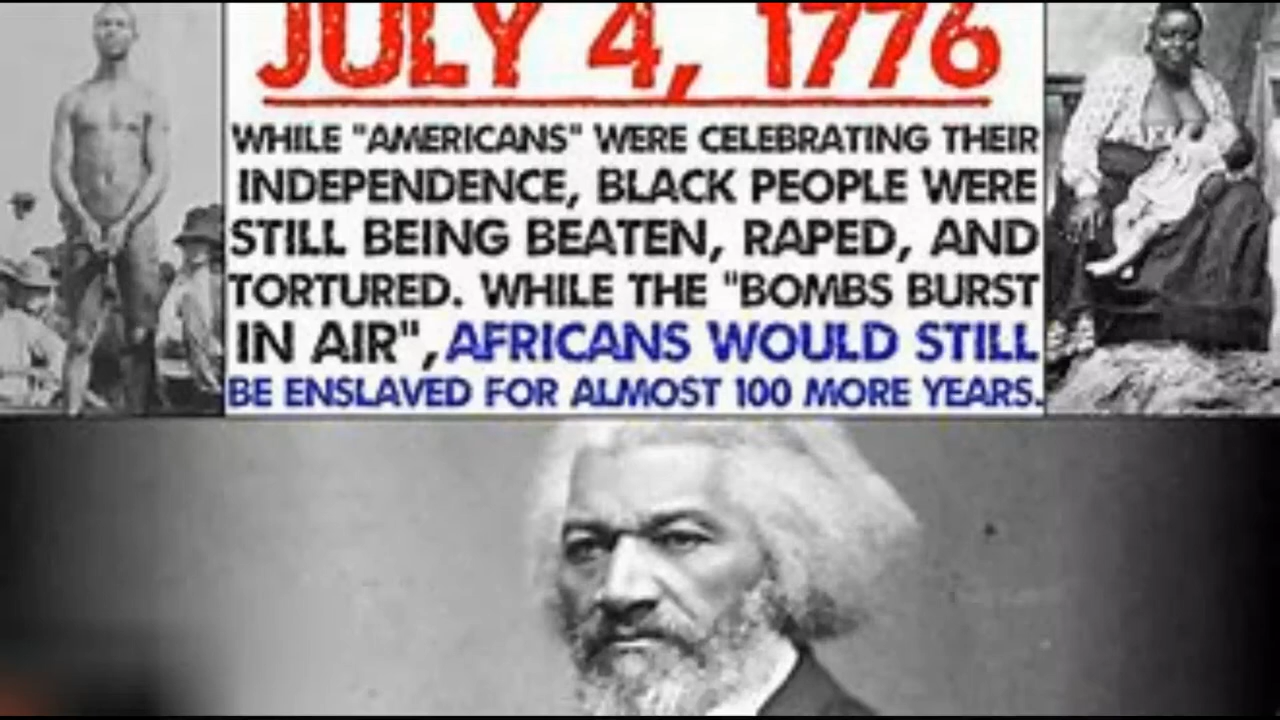 JULY 4, 1776
WHILE "AMERICANS" WERE CELEBRATING THEIR
INDEPENDENCE, BLACK PEOPLE WERE
STILL BEING BEATEN, RAPED, AND
TORTURED. WHILE THE "BOMBS BURST
IN AIR", AFRICANS WOULD STILL
BE ENSLAVED FOR ALMOST 100 MORE YEARS.